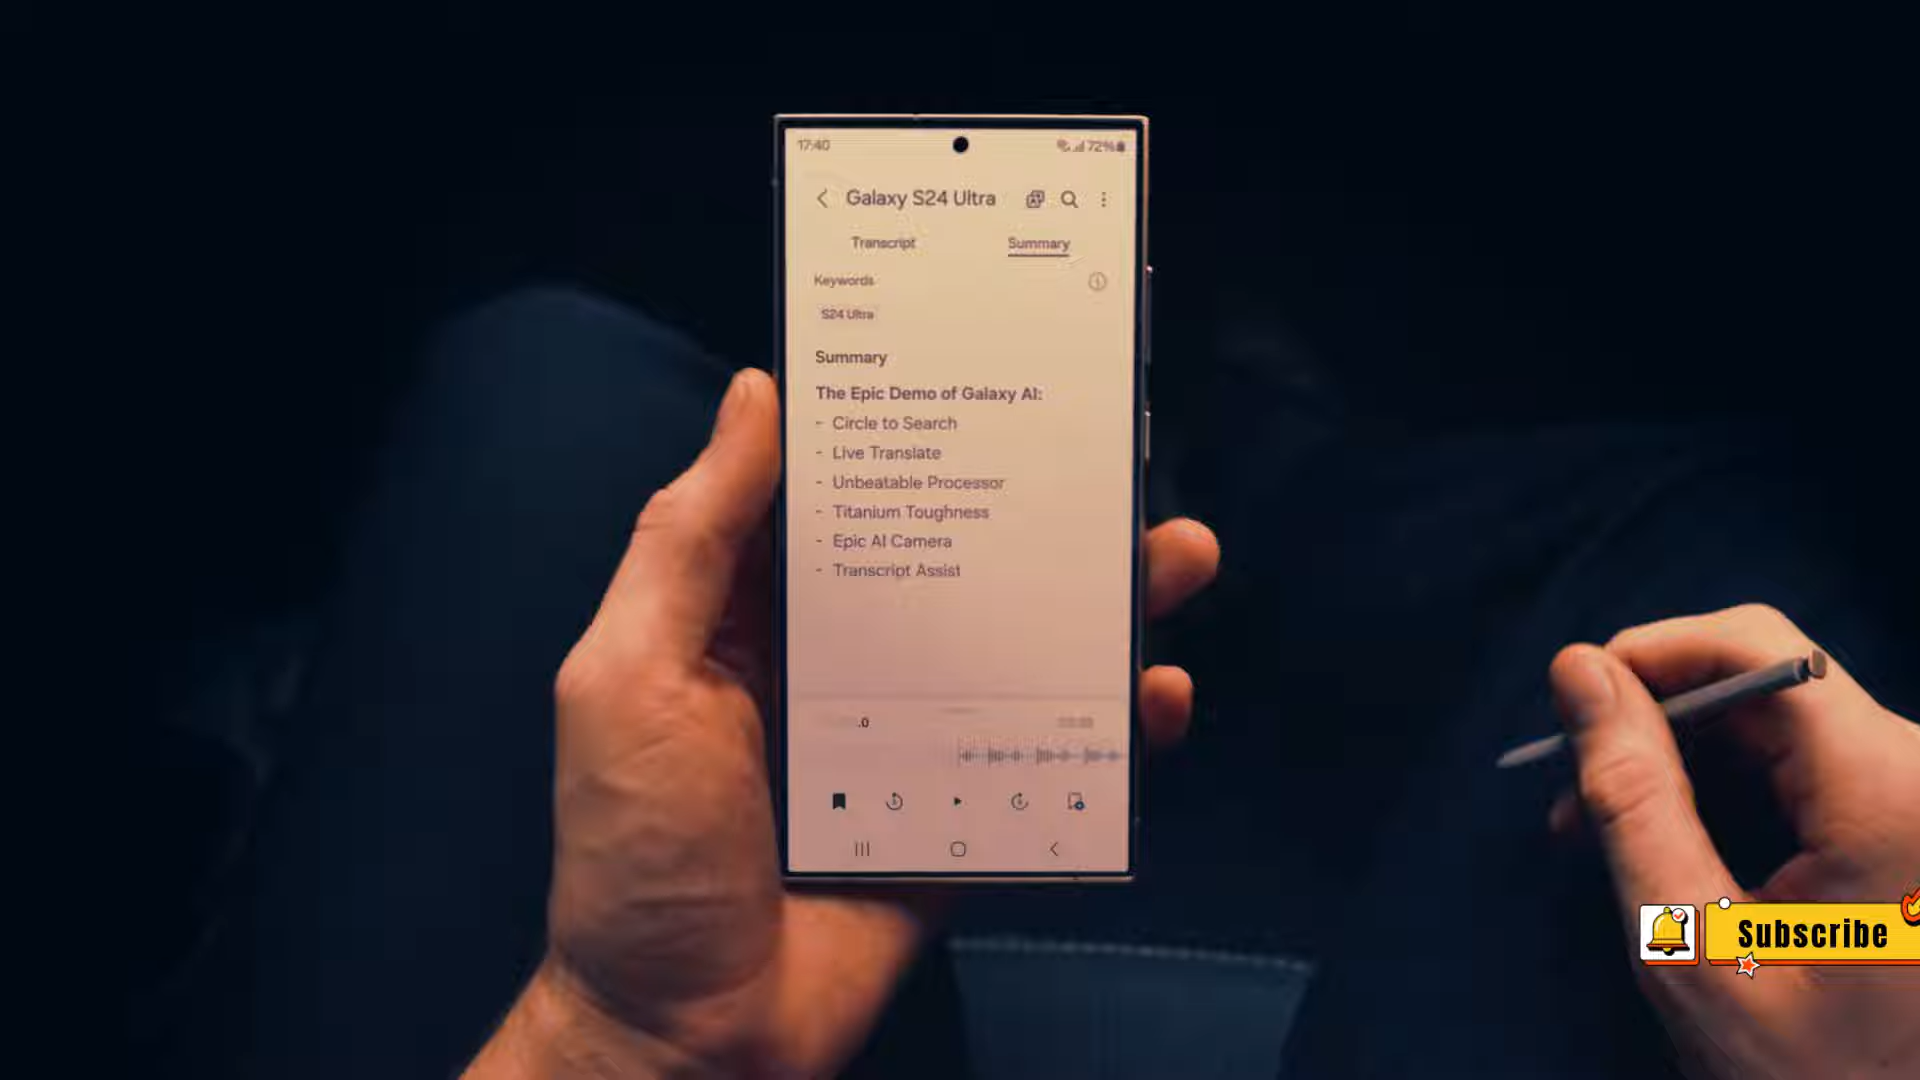 17:40
72%
Galaxy S24 Ultra
Transcript
Summary
Keywords
S24 Ultra
Summary
The Epic Demo of Galaxy AI:
- Circle to Search
- Live Translate
- Unbeatable Processor
- Titanium Toughness
- Epic AI Camera
- Transcript Assist
.0
Subscribe